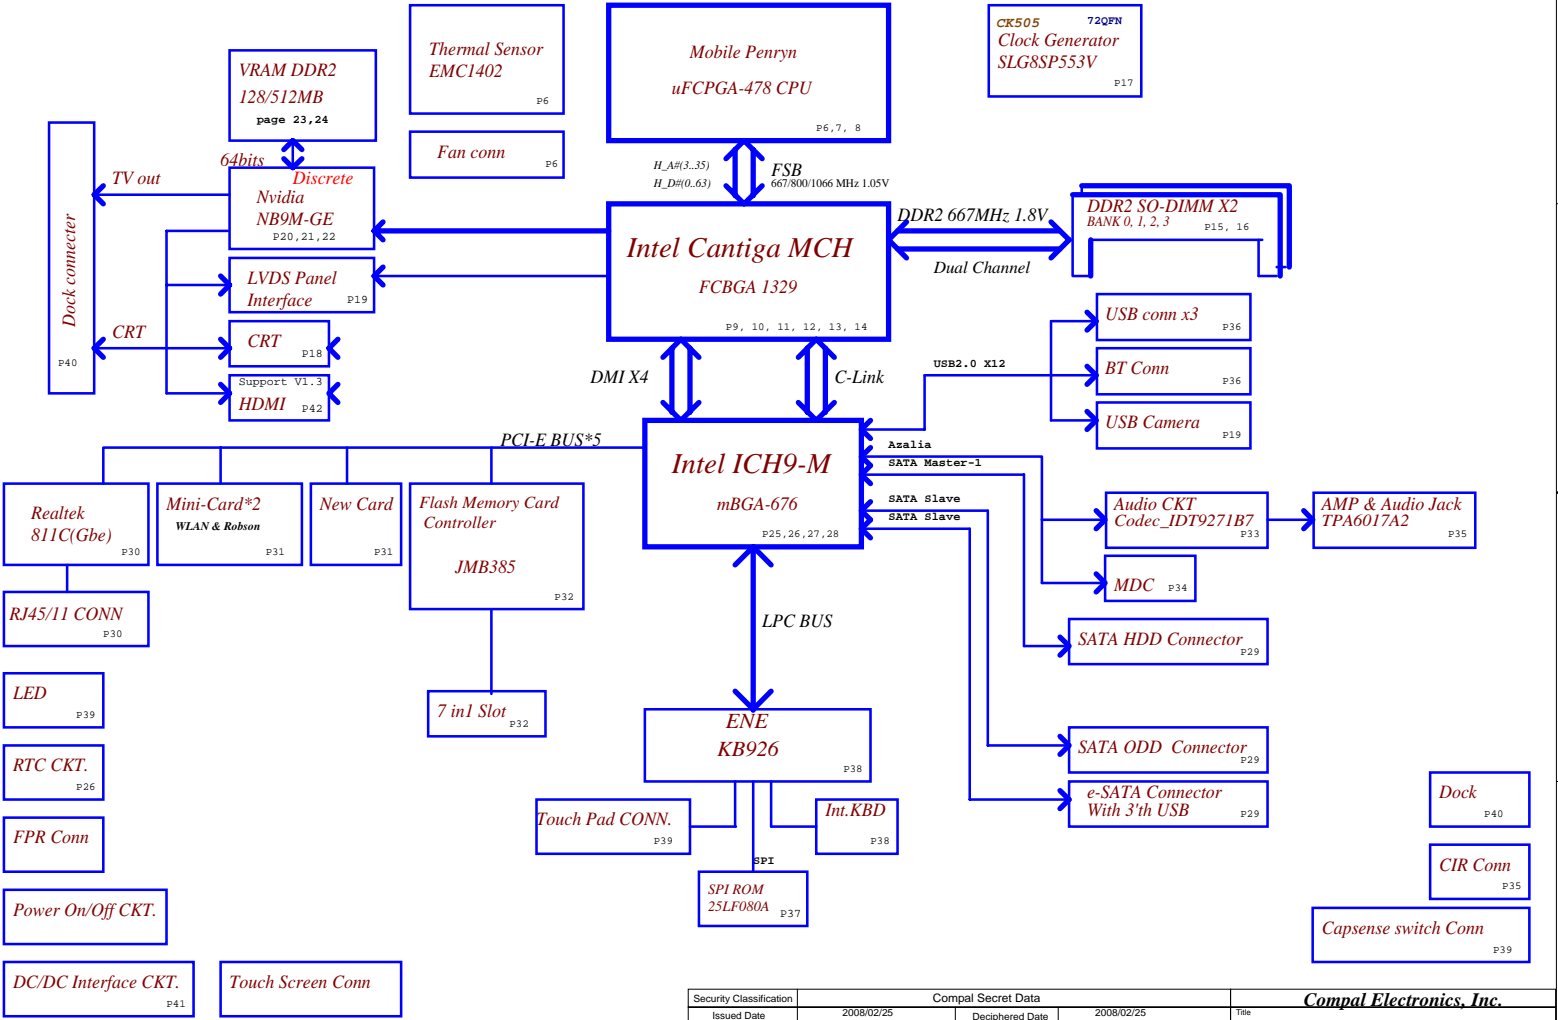 CK505 72QFN
Clock Generator
SLG8SP553V
P17
Thermal Sensor
EMC1402
P6
Mobile Penryn
uFCPGA-478 CPU
P6,7, 8
VRAM DDR2
128/512MB
page 23,24
Fan conn
P6
64bits
H_A#(3..35)
H_D#(0..63)
FSB
667/800/1066 MHz 1.05V
TV out
Discrete
Nvidia
NB9M-GE
P20,21,22
Dock connecter
P40
Intel Cantiga MCH
FCBGA 1329
P9, 10, 11, 12, 13, 14
DDR2 667MHz 1.8V
Dual Channel
DDR2 SO-DIMM X2
BANK 0, 1, 2, 3
P15, 16
LVDS Panel
Interface
P19
CRT
CRT
P18
Support V1.3
HDMI
P42
DMI X4
C-Link
USB2.0 X12
USB conn x3
P36
BT Conn
P36
USB Camera
P19
PCI-E BUS*5
Intel ICH9-M
mBGA-676
P25,26,27,28
Azalia
SATA Master-1
SATA Slave
SATA Slave
Realtek
811C(Gbe)
P30
Mini-Card*2
WLAN & Robson
P31
New Card
P31
Flash Memory Card
Controller
JMB385
P32
Audio CKT
Codec_IDT9271B7
P33
AMP & Audio Jack
TPA6017A2
P35
MDC
P34
RJ45/11 CONN
P30
LPC BUS
SATA HDD Connector
P29
LED
P39
7 in1 Slot
P32
ENE
KB926
P38
SATA ODD Connector
P29
RTC CKT.
P26
e-SATA Connector
With 3'th USB
P29
Dock
P40
Touch Pad CONN.
P39
Int.KBD
P38
FPR Conn
SPI
SPI ROM
25LF080A
P37
CIR Conn
P35
Power On/Off CKT.
Capsense switch Conn
P39
DC/DC Interface CKT.
P41
Touch Screen Conn
Security Classification
Compal Secret Data
Compal Electronics, Inc.
Issued Date
2008/02/25
Deciphered Date
2008/02/25
Title